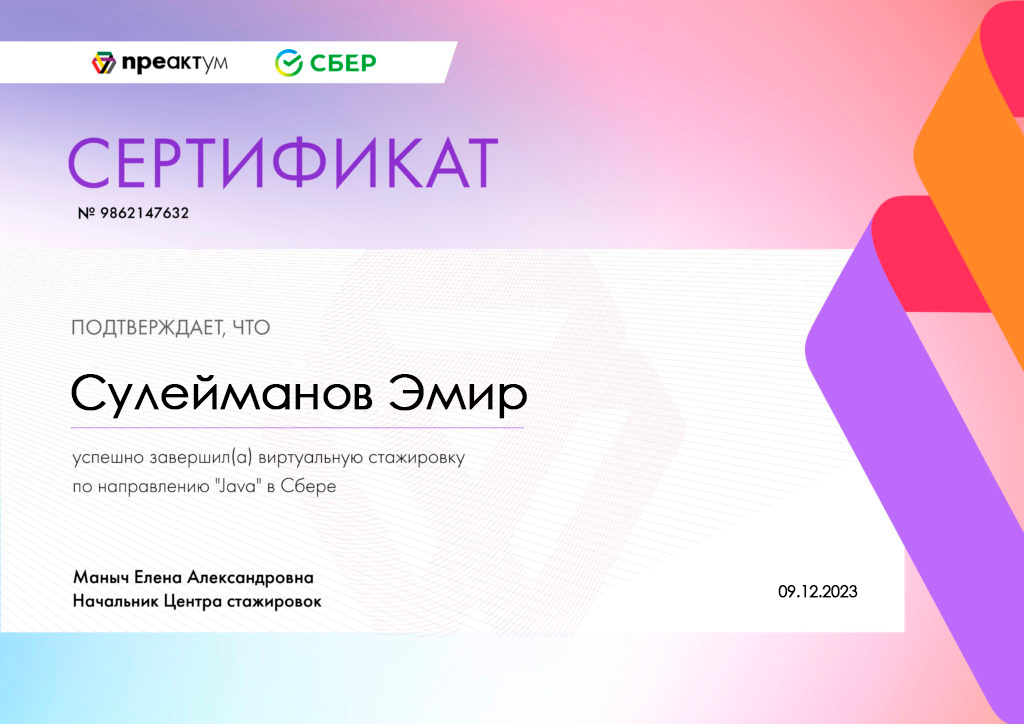 преактум СБЕР
СЕРТИФИКАТ
№ 9862147632
ПОДТВЕРЖДАЕТ, ЧТО
Сулейманов Эмир
успешно завершил(а) виртуальную стажировку
по направлению "Java" в Сбере
Маныч Елена Александровна
Начальник Центра стажировок
09.12.2023